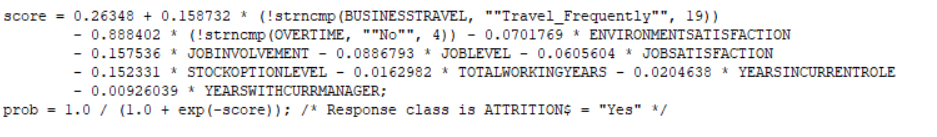 score = 0.26348 + 0.158732 * (!strncmp(BUSINESSTRAVEL, ""Travel_Frequently"", 19))
- 0.888402 * (!strncmp(OVERTIME, ""No"", 4)) - 0.0701769 * ENVIRONMENTSATISFACTION
- 0.157536 * JOBINVOLVEMENT - 0.0886793 * JOBLEVEL - 0.0605604 * JOBSATISFACTION
- 0.152331 * STOCKOPTIONLEVEL - 0.0162982 * TOTALWORKINGYEARS - 0.0204638 * YEARSINCURRENTROLE
- 0.00926039 * YEARSWITHCURRMANAGER;
prob = 1.0 / (1.0 + exp(-score)); /* Response class is ATTRITION$ = "Yes" */